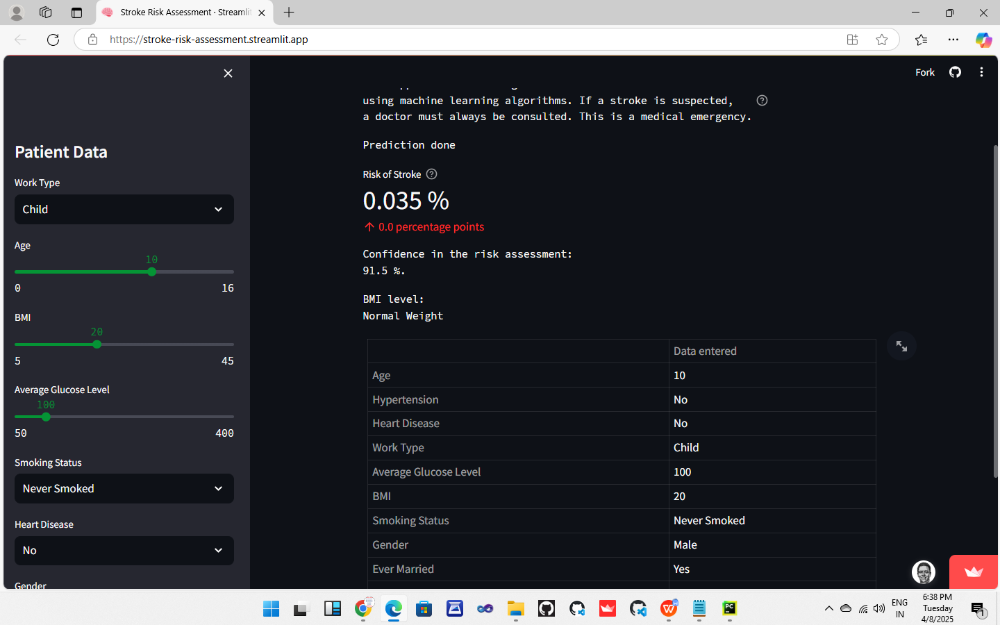 Stroke Risk Assessment · Streamlit
https://stroke-risk-assessment.streamlit.app
Fork
Patient Data
Work Type
Child
Age
10
0 16
BMI
20
5 45
Average Glucose Level
100
50 400
Smoking Status
Never Smoked
Heart Disease
No
Gender
using machine learning algorithms. If a stroke is suspected,
a doctor must always be consulted. This is a medical emergency.
Prediction done
Risk of Stroke
0.035 %
0.0 percentage points
Confidence in the risk assessment:
91.5 %.
BMI level:
Normal Weight
Data entered
Age 10
Hypertension No
Heart Disease No
Work Type Child
Average Glucose Level 100
BMI 20
Smoking Status Never Smoked
Gender Male
Ever Married Yes
PC
ENG
IN
6:38 PM
Tuesday
4/8/2025
1